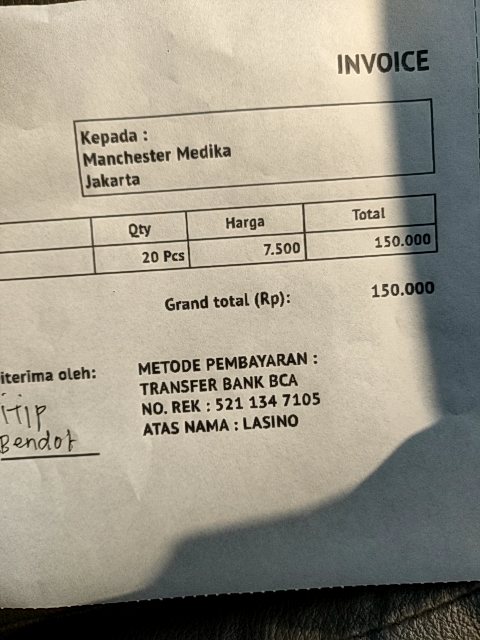 INVOICE
Kepada :
Manchester Medika
Jakarta
Qty Harga Total
20 Pcs 7.500 150.000
Grand total (Rp): 150.000
iterima oleh:
METODE PEMBAYARAN :
TRANSFER BANK BCA
NO. REK : 521 134 7105
ATAS NAMA : LASINO
Bendot